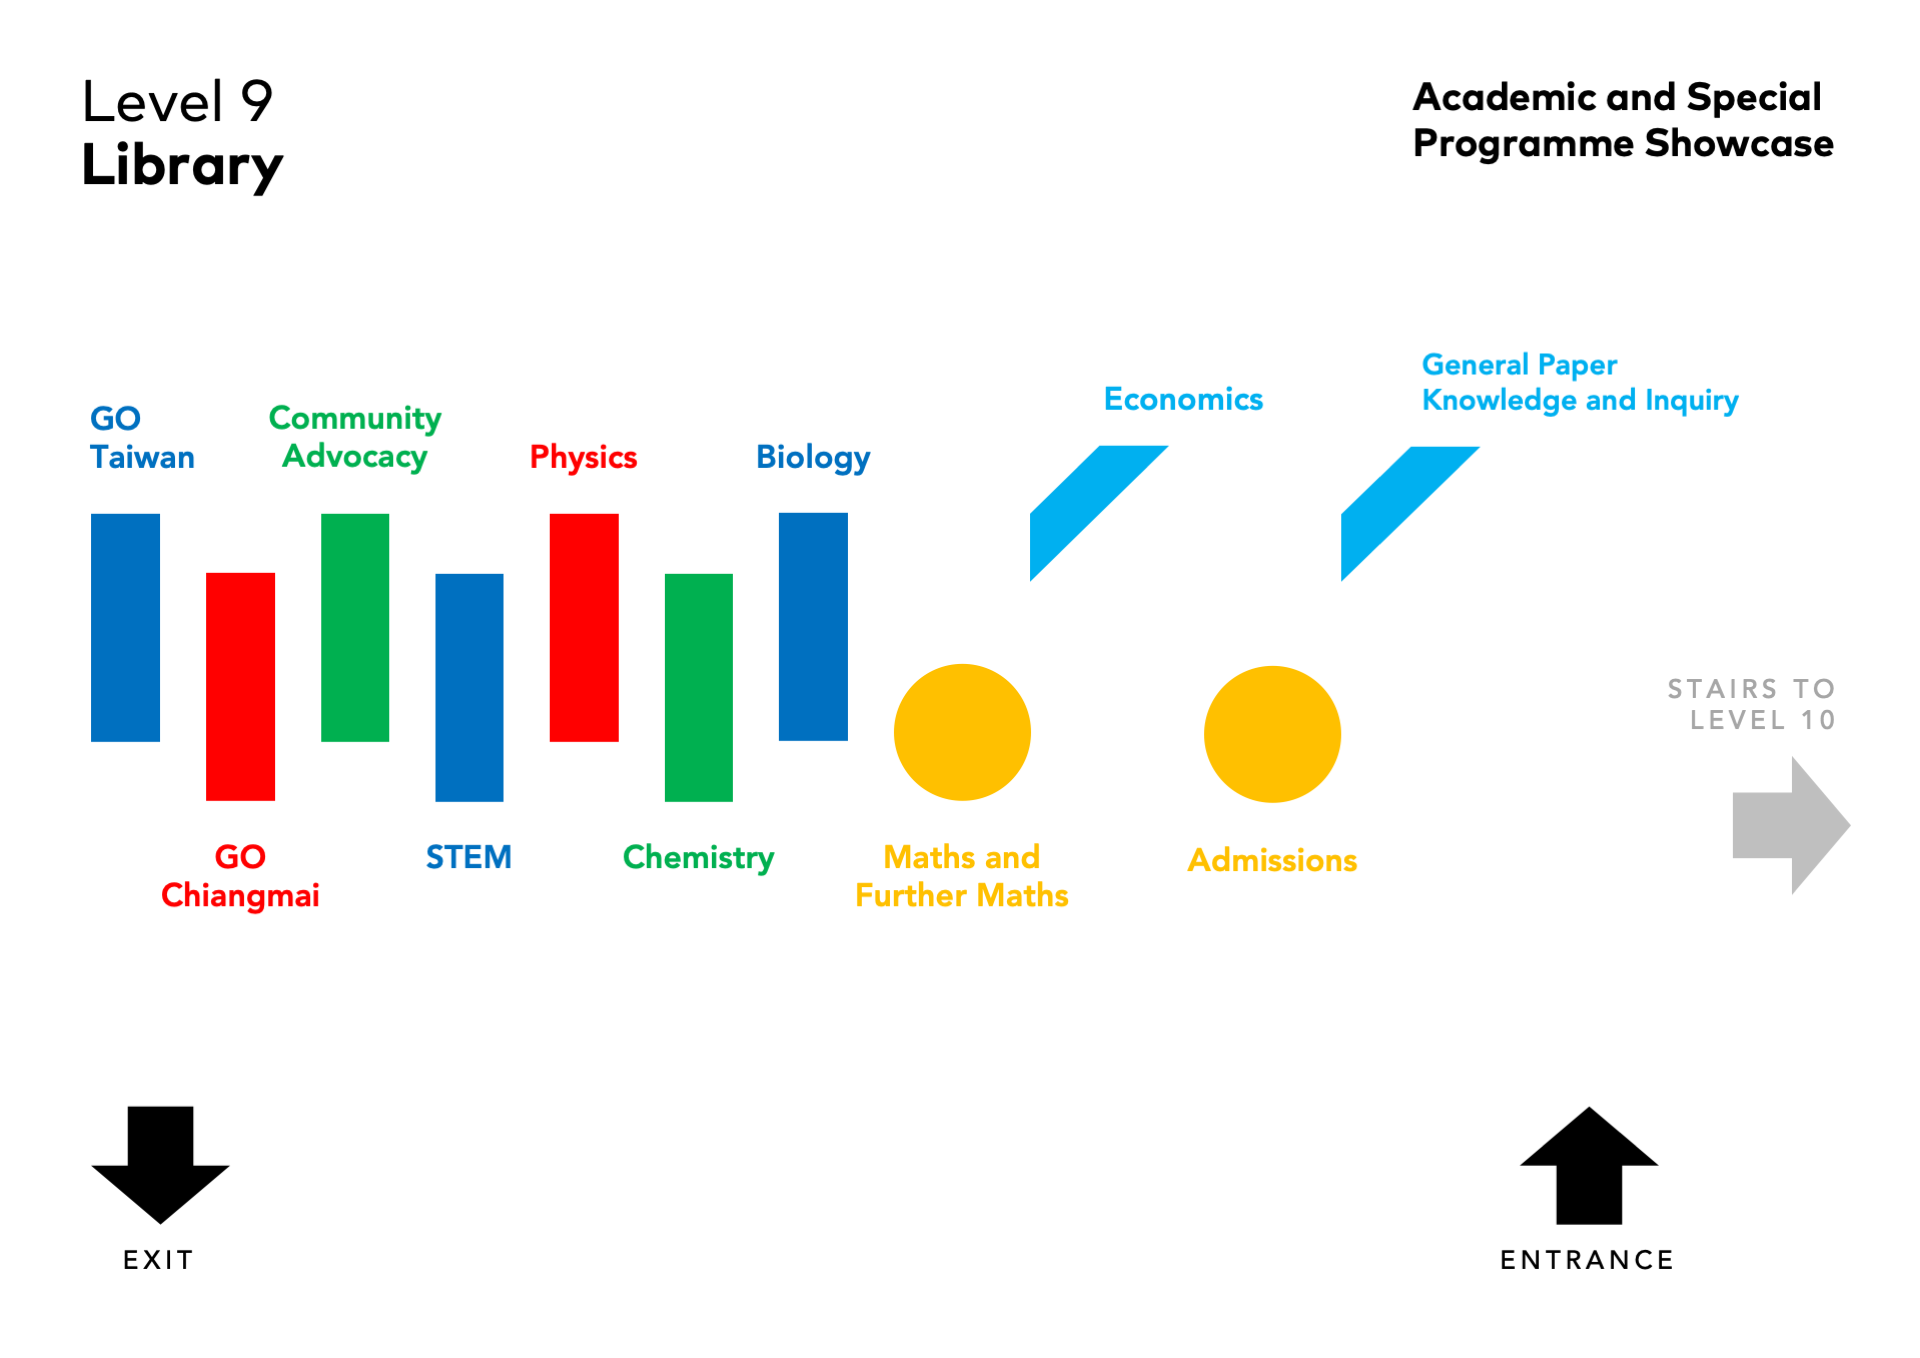 Level 9
Library
Academic and Special
Programme Showcase
GO
Taiwan
Community
Advocacy
Physics
Biology
Economics
General Paper
Knowledge and Inquiry
GO
Chiangmai
STEM
Chemistry
Maths and
Further Maths
Admissions
STAIRS TO
LEVEL 10
EXIT
ENTRANCE